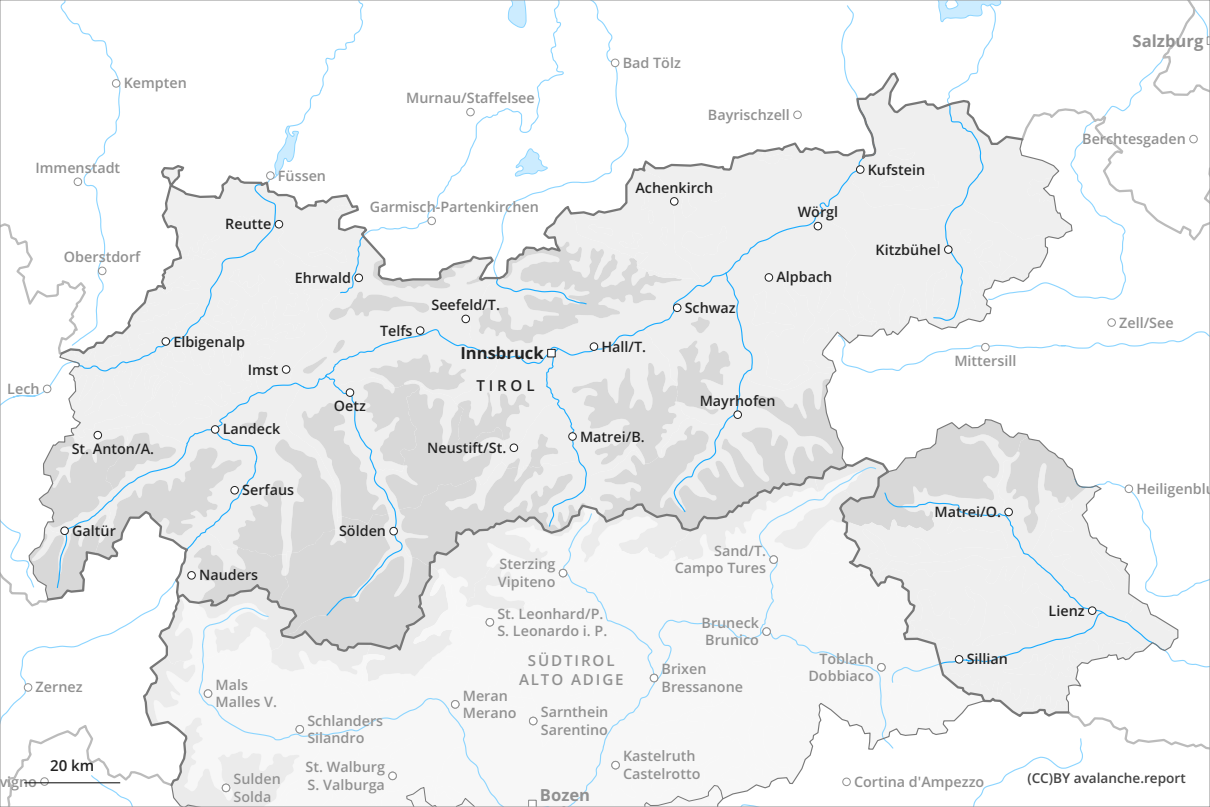 Salzburg
Bad Tölz
Kempten
Murnau/Staffelsee
Bayrischzell
Berchtesgaden
Immenstadt
Füssen
Kufstein
Achenkirch
Garmisch-Partenkirchen
Wörgl
Reutte
Kitzbühel
Oberstdorf
Ehrwald
Alpbach
Seefeld/T.
Schwaz
Zell/See
Telfs
Elbigenalp
Innsbruck
Hall/T.
Mittersill
Imst
TIROL
Lech
Oetz
Mayrhofen
Landeck
Matrei/B.
St. Anton/A.
Neustift/St.
Serfaus
Heiligenblu
Matrei/O.
Galtür
Sölden
Sand/T.
Campo Tures
Sterzing
Vipiteno
Nauders
Lienz
St. Leonhard/P.
S. Leonardo i. P.
Bruneck
Brunico
SÜDTIROL
ALTO ADIGE
Toblach
Dobbiaco
Sillian
Brixen
Bressanone
Zernez
Mals
Malles V.
Meran
Merano
Sarnthein
Sarentino
Schlanders
Silandro
Kastelruth
Castelrotto
20 km
St. Walburg
S. Valburga
vigno
Sulden
Solda
Cortina d'Ampezzo
(CC)BY avalanche.report
Bozen